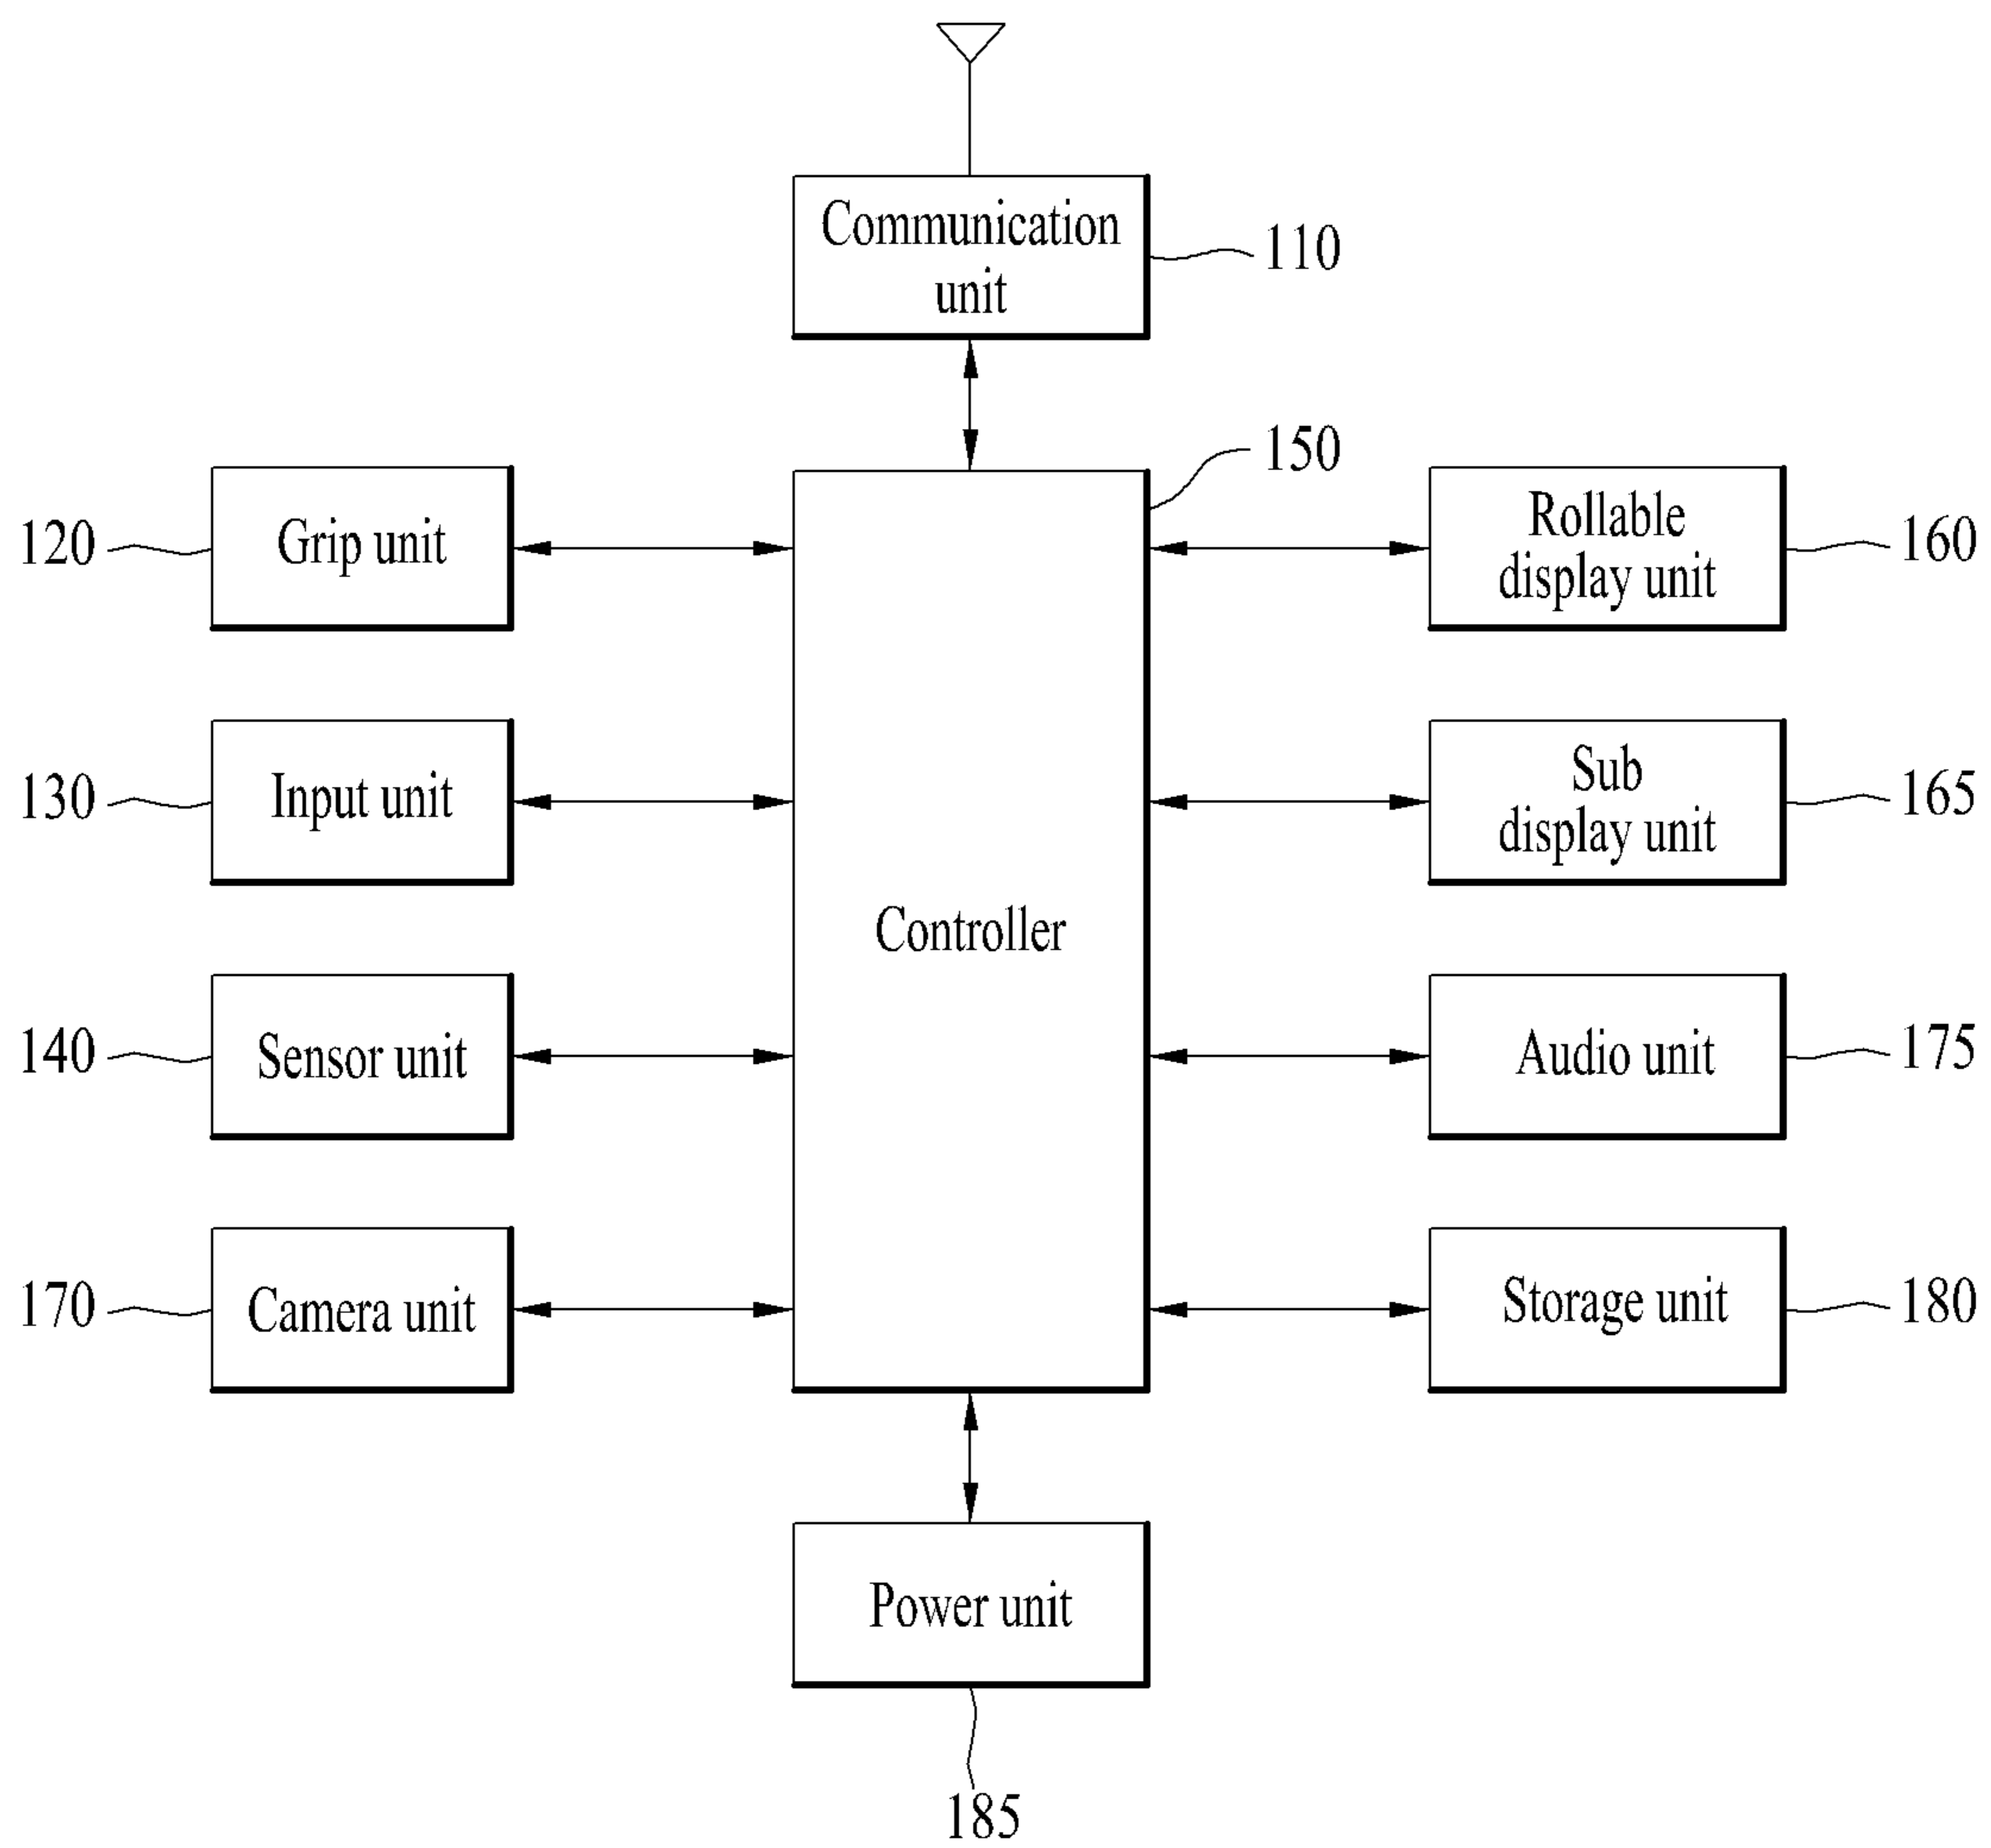 Communication
unit
110
150
120
Grip unit
Rollable
display unit
160
130
Input unit
Sub
display unit
165
Controller
140
Sensor unit
Audio unit
175
170
Camera unit
Storage unit
180
Power unit
185